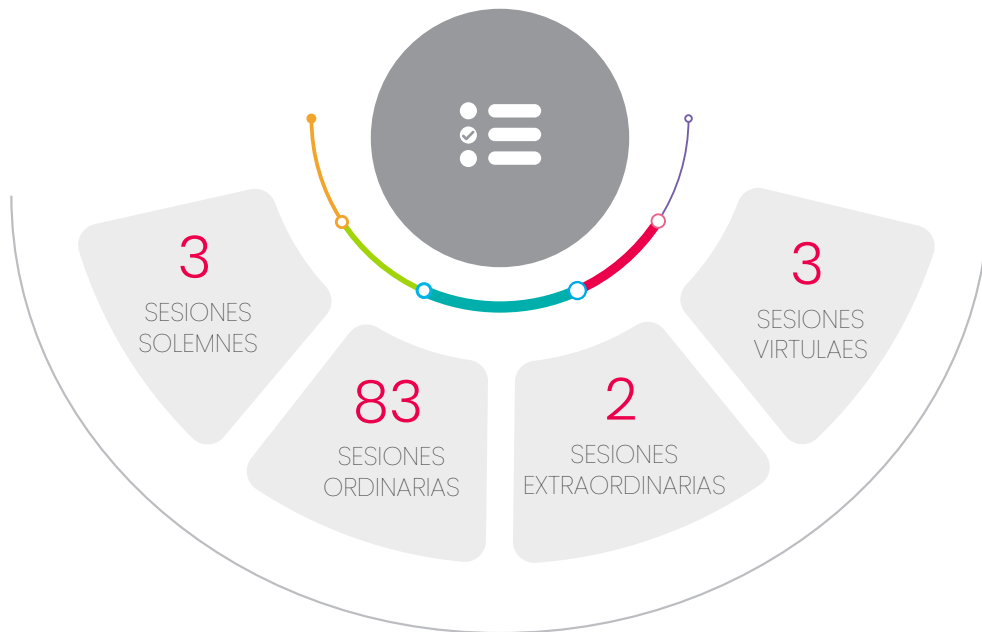 3
SESIONES
SOLEMNES
83
SESIONES
ORDINARIAS
2
SESIONES
EXTRAORDINARIAS
3
SESIONES
VIRTULAES